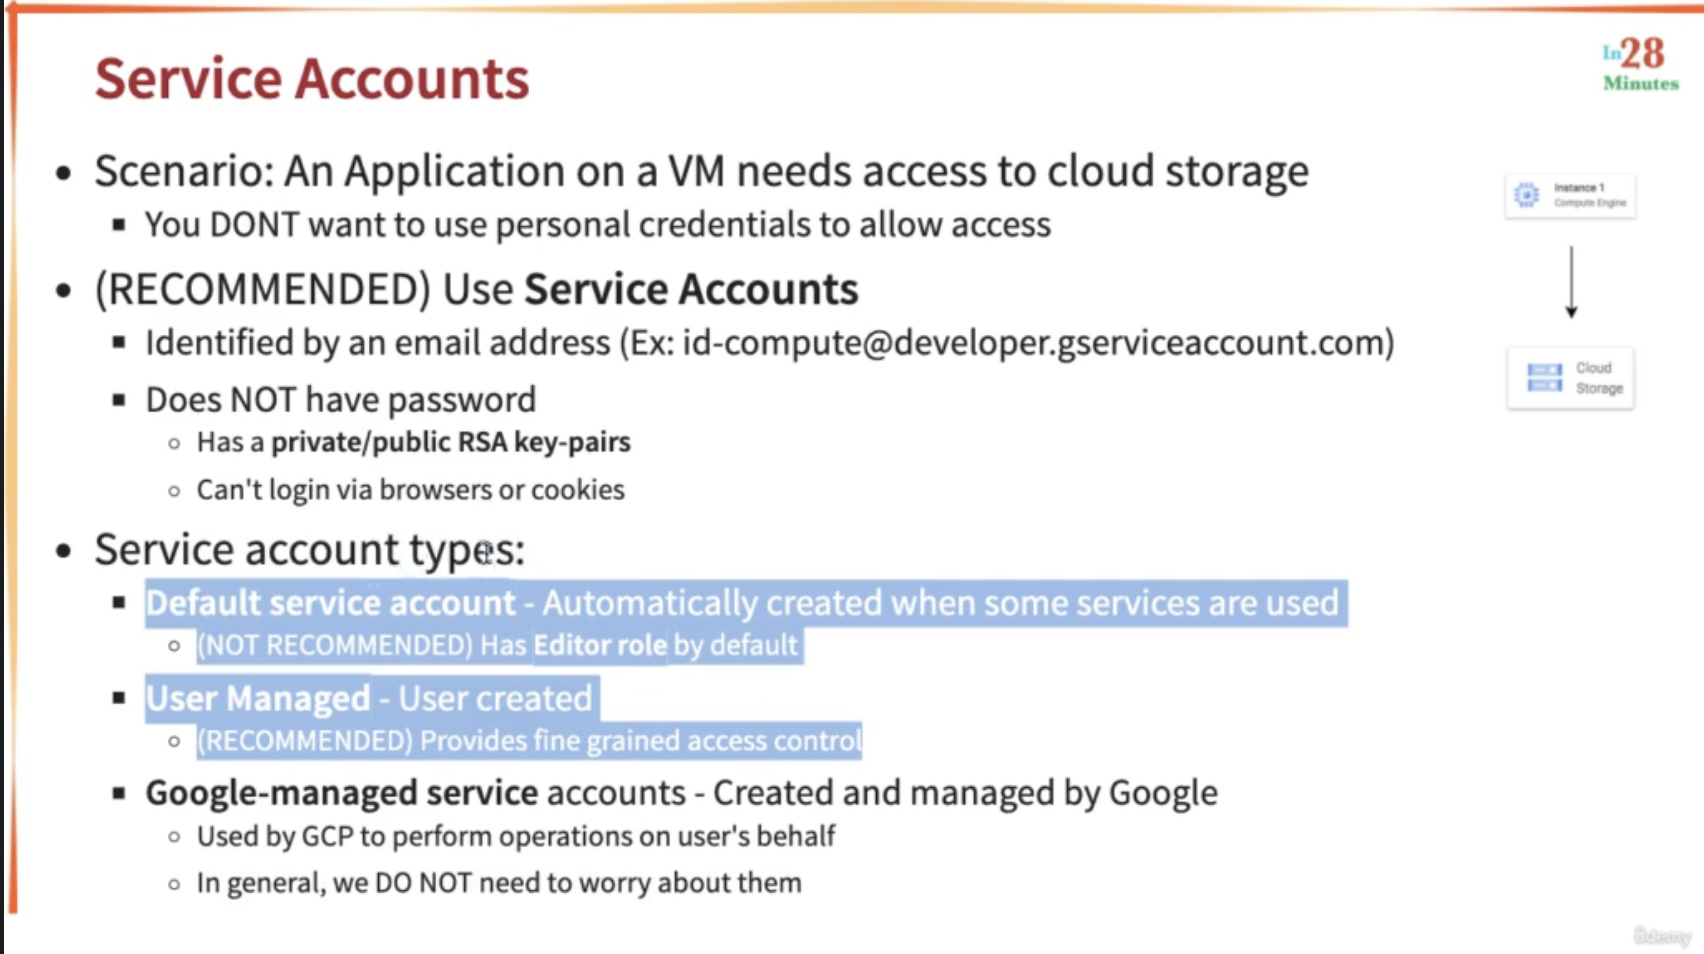 Service Accounts
In28
Minutes
• Scenario: An Application on a VM needs access to cloud storage
▪ You DONT want to use personal credentials to allow access
• (RECOMMENDED) Use Service Accounts
▪ Identified by an email address (Ex: id-compute@developer.gserviceaccount.com)
▪ Does NOT have password
○ Has a private/public RSA key-pairs
○ Can't login via browsers or cookies
Instance 1
Compute Engine
Cloud
Storage
• Service account types:
▪ Default service account - Automatically created when some services are used
○ (NOT RECOMMENDED) Has Editor role by default
▪ User Managed - User created
○ (RECOMMENDED) Provides fine grained access control
▪ Google-managed service accounts - Created and managed by Google
○ Used by GCP to perform operations on user's behalf
○ In general, we DO NOT need to worry about them
ûdemy